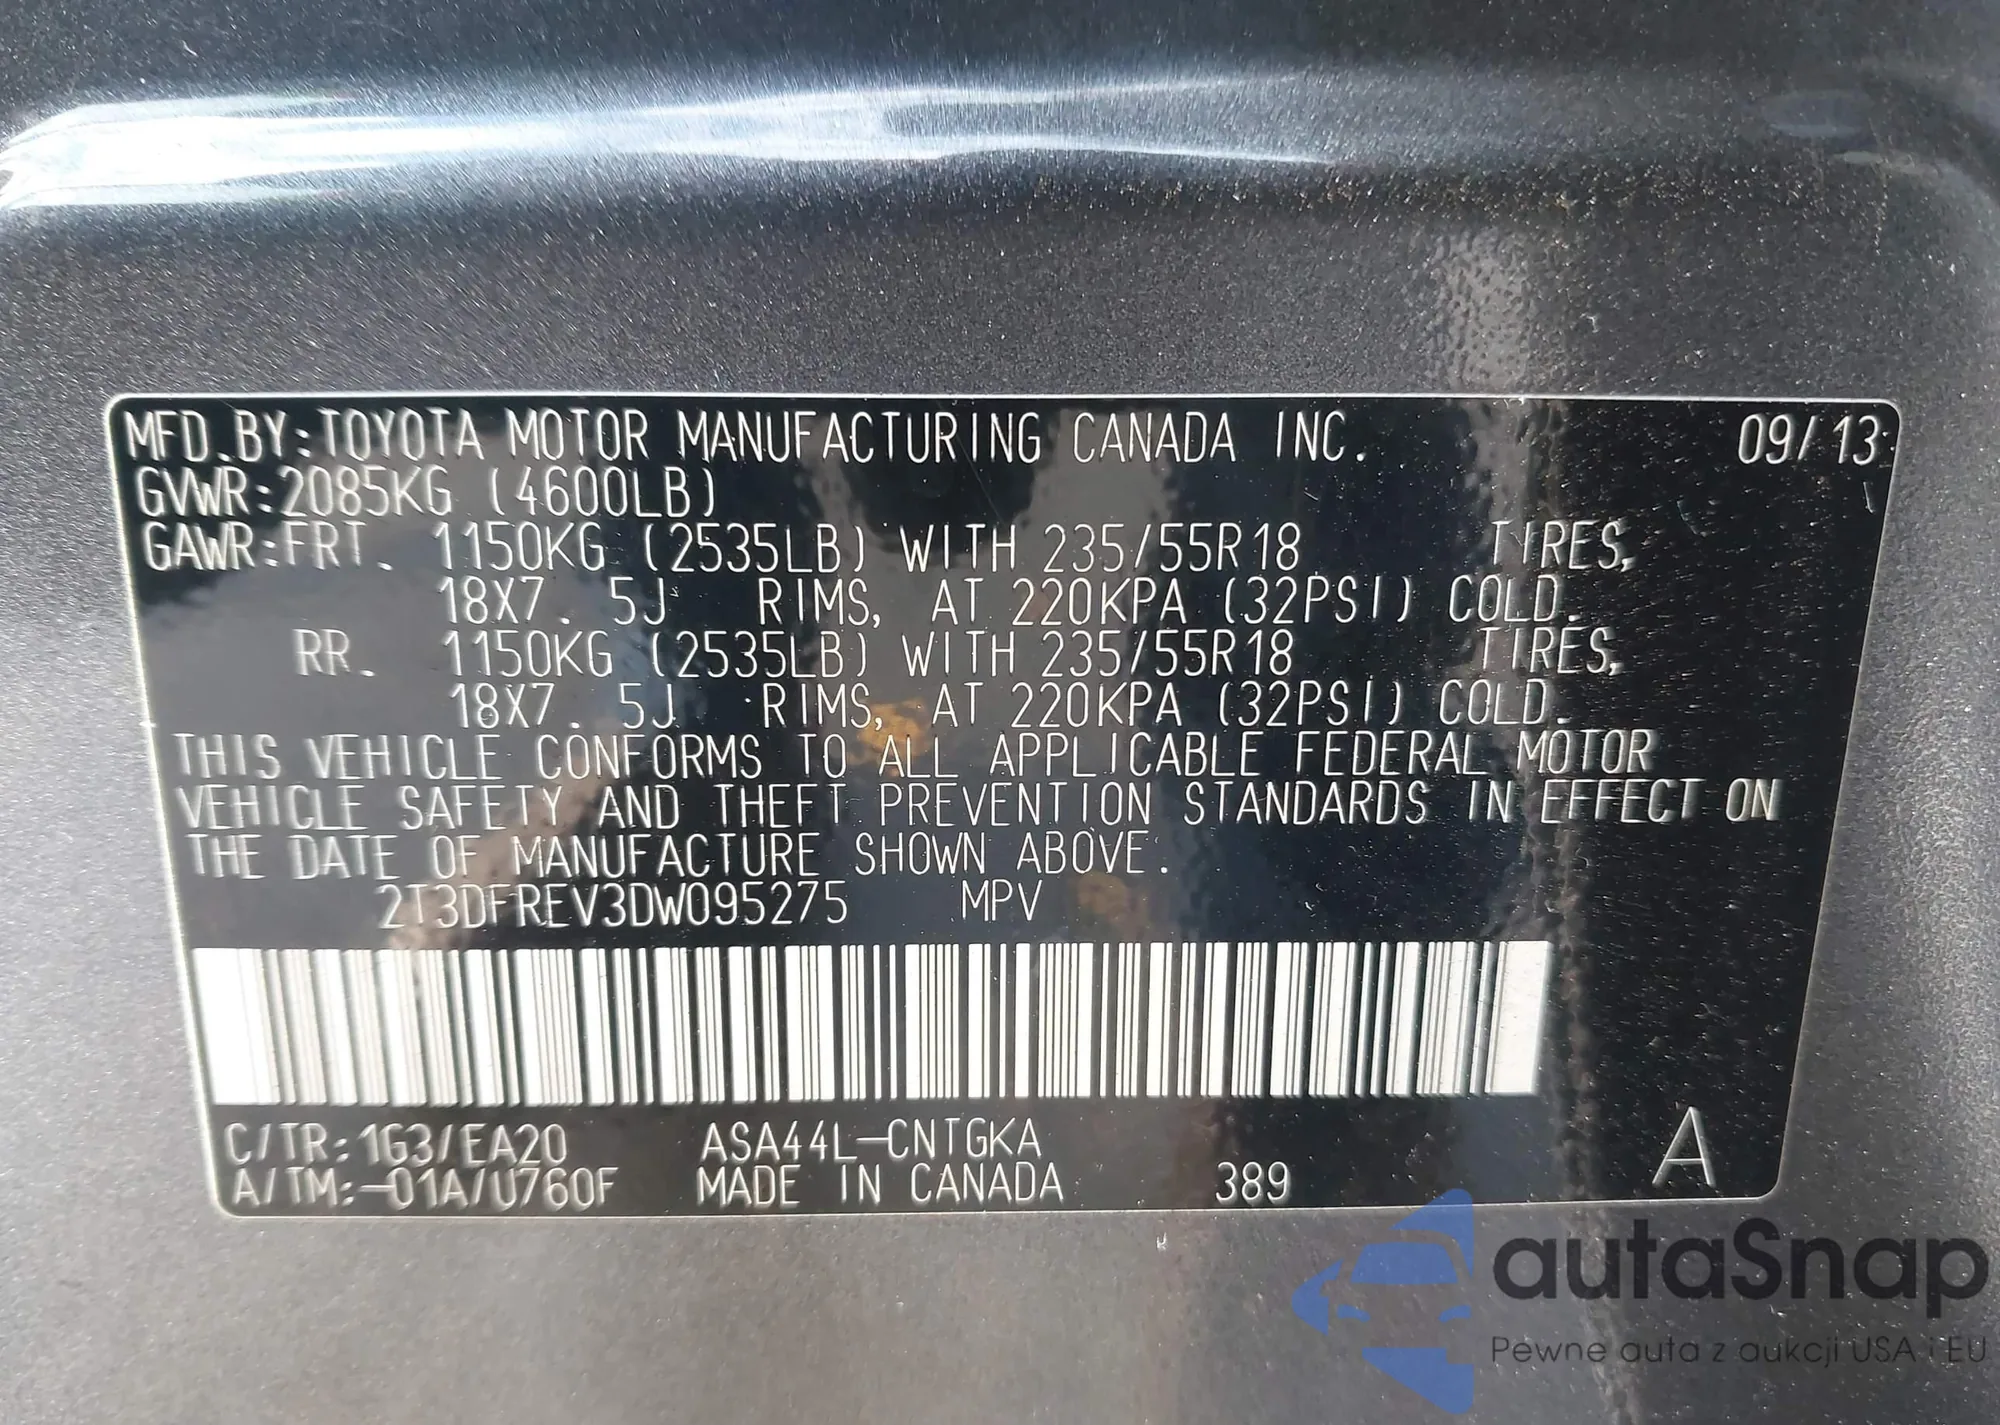 MFD.BY:TOYOTA MOTOR MANUFACTURING CANADA INC. 09/13
GVWR:2085KG (4600LB)
GAWR:FRT. 1150KG (2535LB) WITH 235/55R18 TIRES,
18X7.5J RIMS, AT 220KPA (32PSI) COLD.
RR. 1150KG (2535LB) WITH 235/55R18 TIRES,
18X7.5J RIMS, AT 220KPA (32PSI) COLD.
THIS VEHICLE CONFORMS TO ALL APPLICABLE FEDERAL MOTOR
VEHICLE SAFETY AND THEFT PREVENTION STANDARDS IN EFFECT ON
THE DATE OF MANUFACTURE SHOWN ABOVE.
2T3DFREV3DW095275 MPV
C/TR:1G3/EA20 ASA44L-CNTGKA A
A/TM:-01A/U760F MADE IN CANADA 389
autaSnap
Pewne auta z aukcji USA i EU